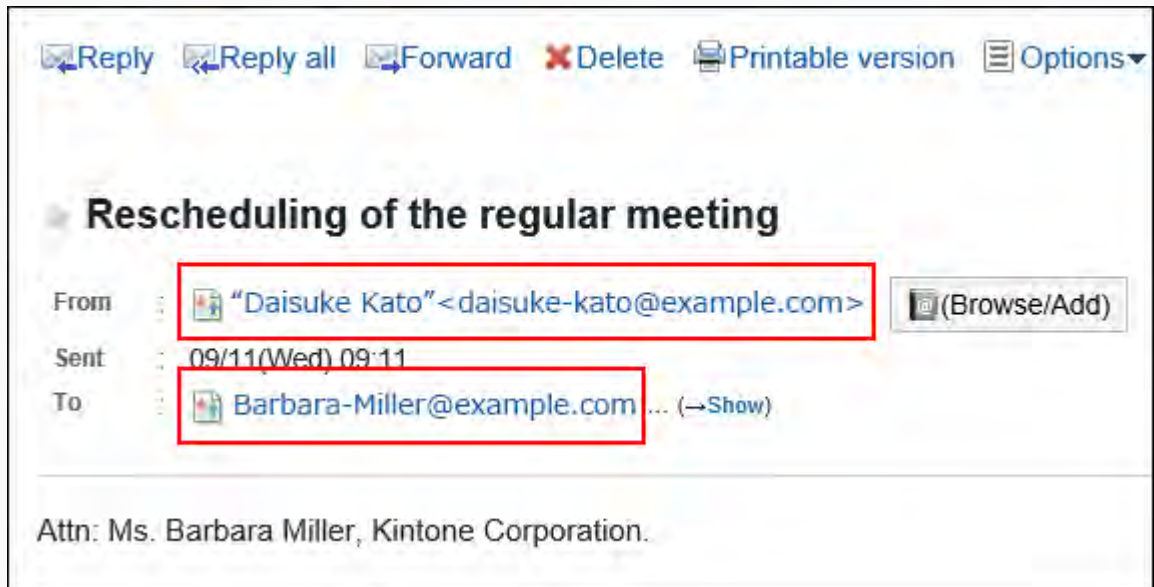 Reply Reply all Forward Delete Printable version Options
Rescheduling of the regular meeting
From : “Daisuke Kato”<daisuke-kato@example.com> (Browse/Add)
Sent : 09/11(Wed) 09:11
To : Barbara-Miller@example.com ... (→Show)
Attn: Ms. Barbara Miller, Kintone Corporation.